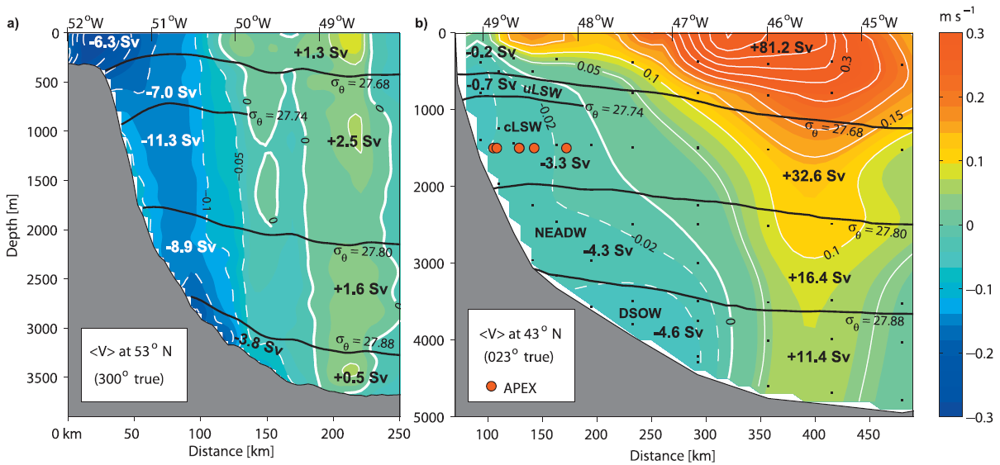 a)
52°W 51°W 50°W 49°W
-6.3 Sv
+1.3 Sv
-7.0 Sv
σθ = 27.68
0
σθ = 27.74
0
-11.3 Sv
+2.5 Sv
-0.05
0
-0.1
0
-8.9 Sv
σθ = 27.80
+1.6 Sv
0
-3.8 Sv
σθ = 27.88
+0.5 Sv
<V> at 53° N
(300° true)
0
500
1000
1500
2000
2500
3000
3500
Depth [m]
0 km 50 100 150 200 250
Distance [km]
b)
49°W 48°W 47°W 46°W 45°W
-0.2 Sv
+81.2 Sv
0.05
0.1
0.3
-0.7 Sv
uLSW
σθ = 27.74
0.15
-0.02
cLSW
σθ = 27.68
-3.3 Sv
+32.6 Sv
NEADW
-0.02
σθ = 27.80
-4.3 Sv
0.1
+16.4 Sv
DSOW
0
σθ = 27.88
-4.6 Sv
+11.4 Sv
<V> at 43° N
(023° true)
APEX
0
1000
2000
3000
4000
5000
100 150 200 250 300 350 400 450
Distance [km]
m s⁻¹
0.3
0.2
0.1
0
−0.1
−0.2
−0.3